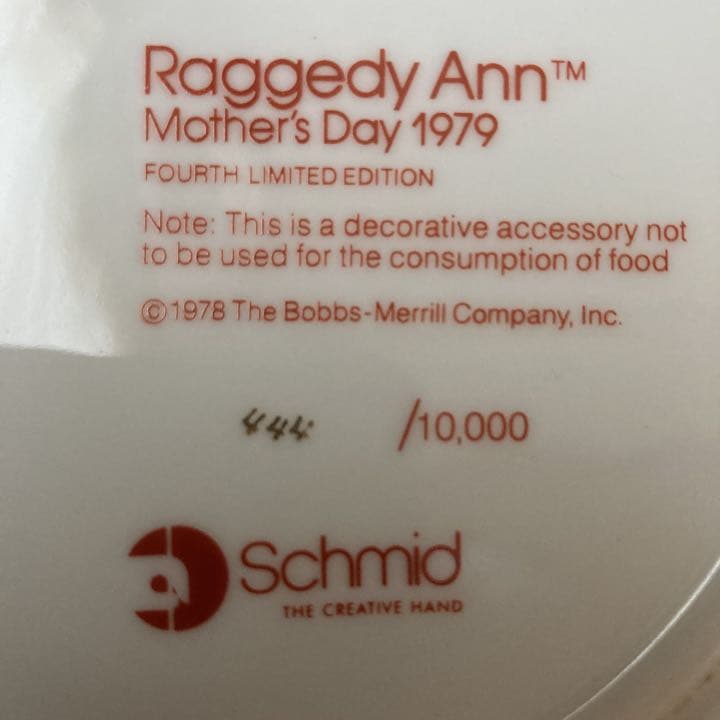 Raggedy Ann™
Mother's Day 1979
FOURTH LIMITED EDITION
Note: This is a decorative accessory not
to be used for the consumption of food
©1978 The Bobbs-Merrill Company, Inc.
444 /10,000
Schmid
THE CREATIVE HAND